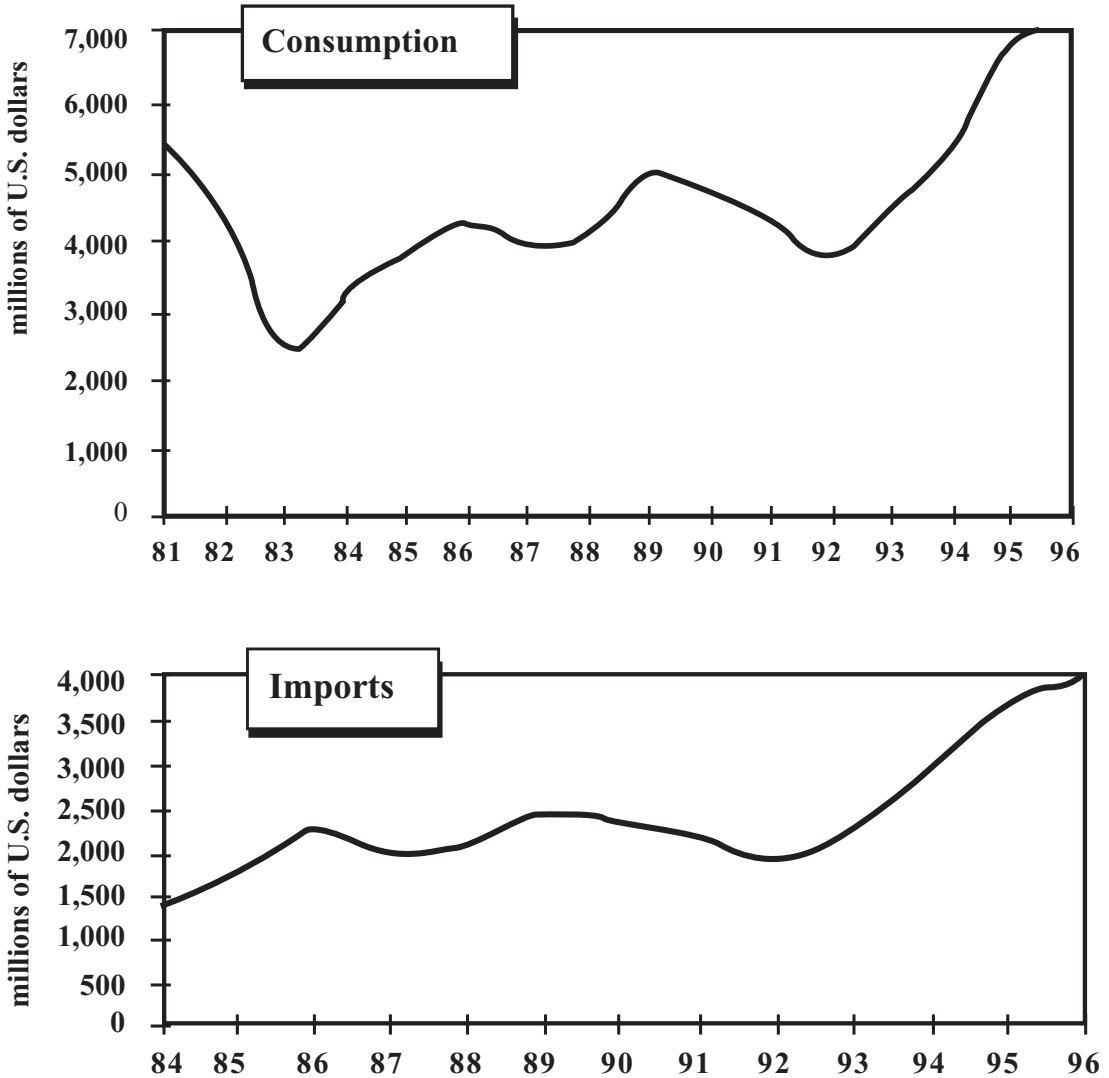 Consumption
millions of U.S. dollars
7,000
6,000
5,000
4,000
3,000
2,000
1,000
0
81 82 83 84 85 86 87 88 89 90 91 92 93 94 95 96
Imports
millions of U.S. dollars
4,000
3,500
3,000
2,500
2,000
1,500
1,000
500
0
84 85 86 87 88 89 90 91 92 93 94 95 96